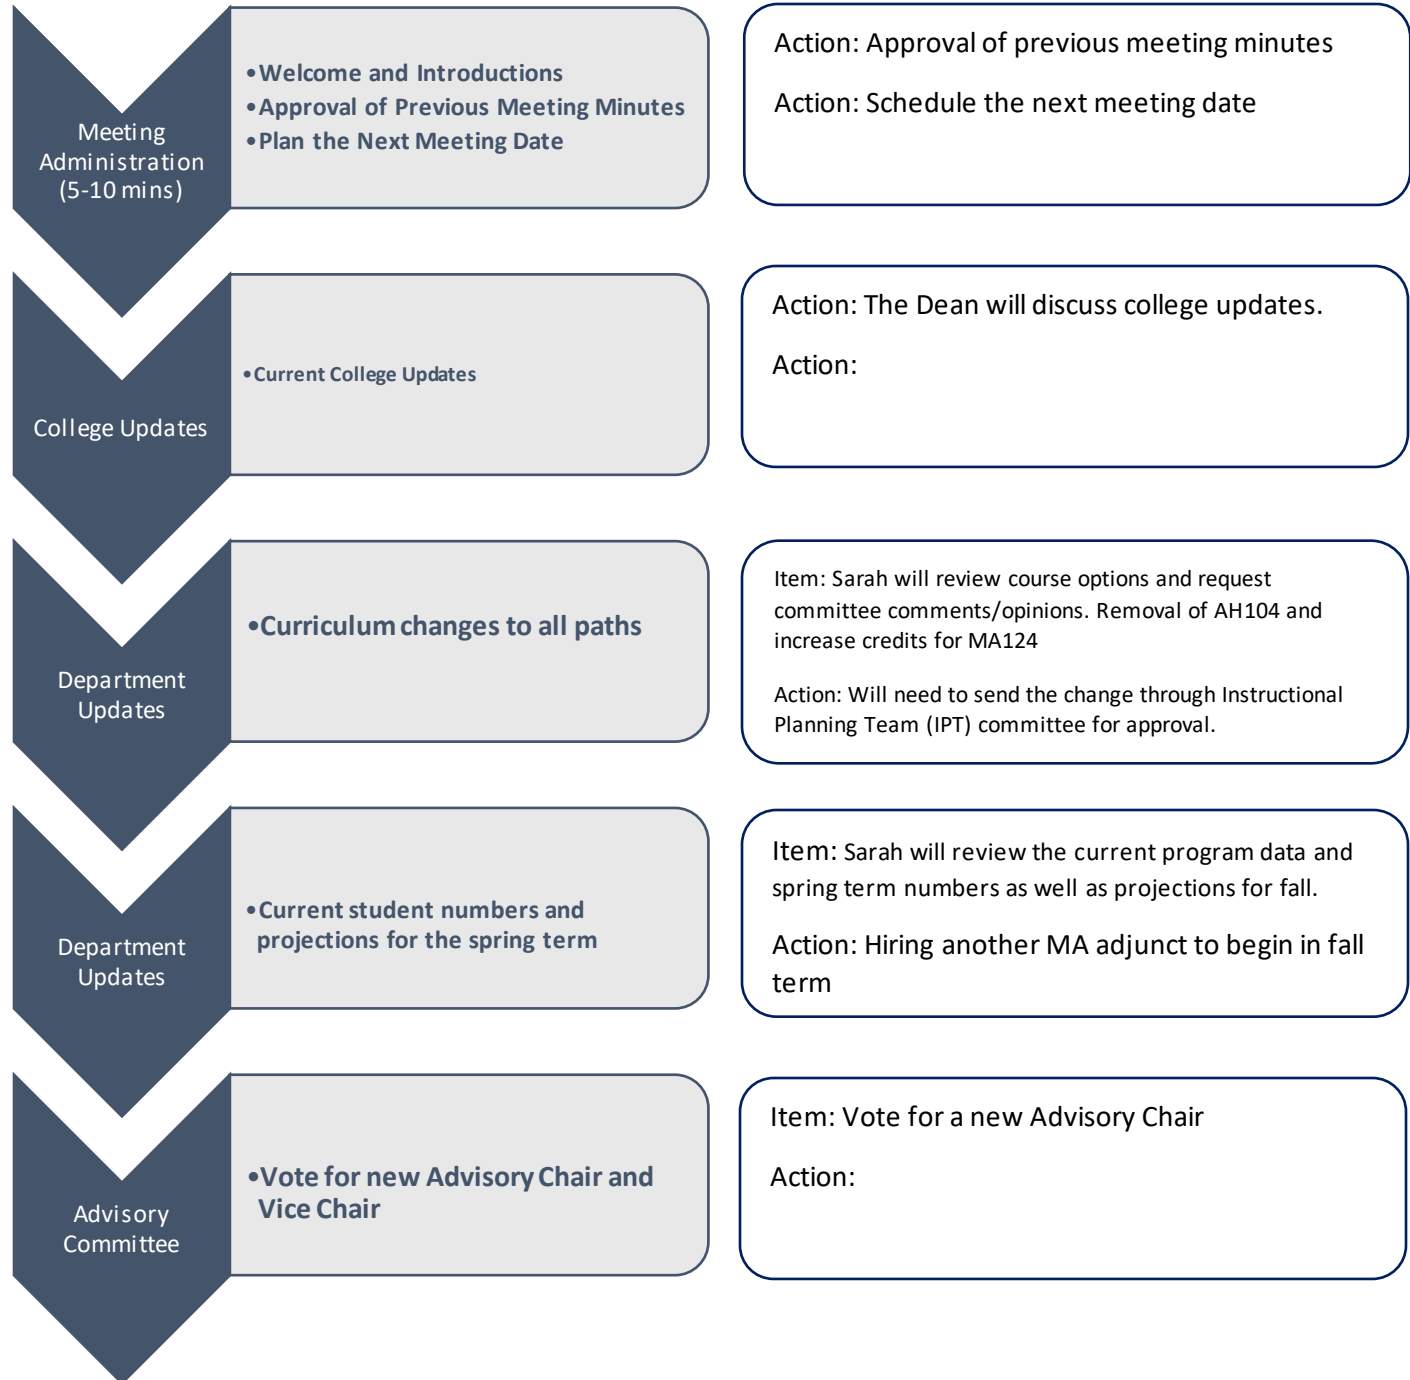 Meeting
Administration
(5-10 mins)
•Welcome and Introductions
•Approval of Previous Meeting Minutes
•Plan the Next Meeting Date
Action: Approval of previous meeting minutes
Action: Schedule the next meeting date
College Updates
•Current College Updates
Action: The Dean will discuss college updates.
Action:
Department
Updates
•Curriculum changes to all paths
Item: Sarah will review course options and request
committee comments/opinions. Removal of AH104 and
increase credits for MA124
Action: Will need to send the change through Instructional
Planning Team (IPT) committee for approval.
Department
Updates
•Current student numbers and
projections for the spring term
Item: Sarah will review the current program data and
spring term numbers as well as projections for fall.
Action: Hiring another MA adjunct to begin in fall
term
Advisory
Committee
•Vote for new Advisory Chair and
Vice Chair
Item: Vote for a new Advisory Chair
Action: